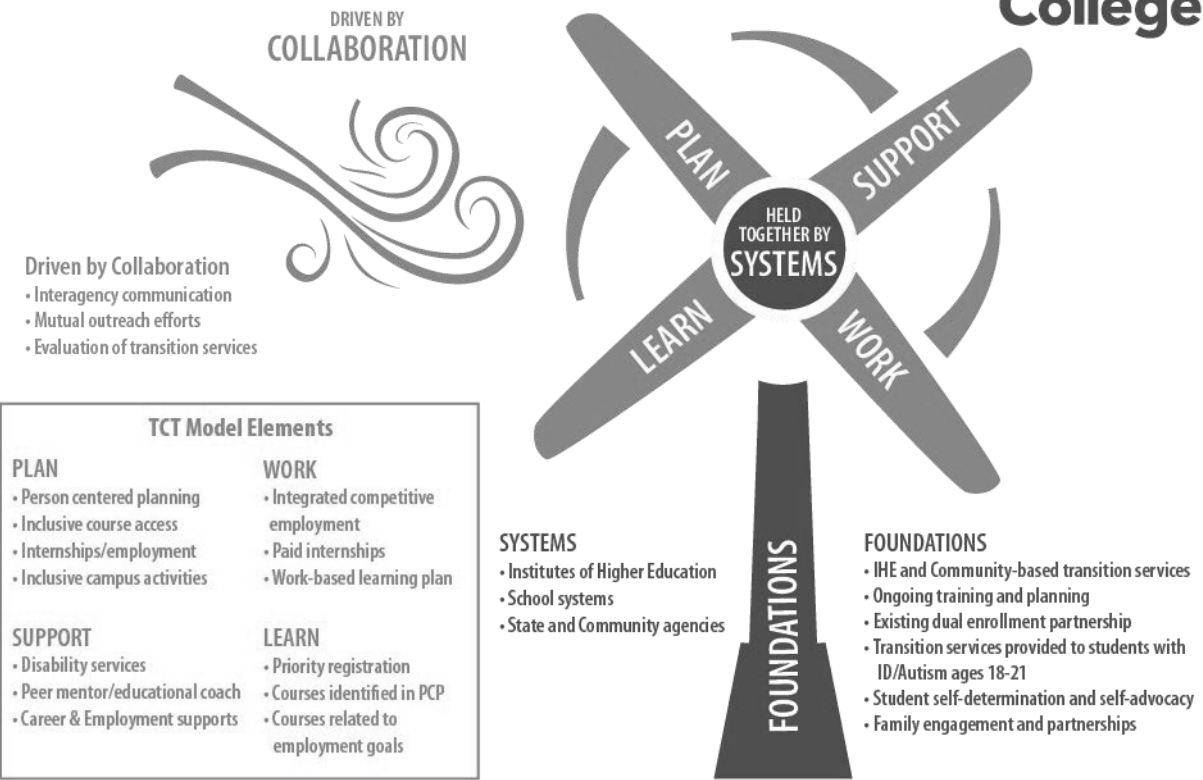 College
DRIVEN BY
COLLABORATION
PLAN
SUPPORT
HELD
TOGETHER BY
SYSTEMS
LEARN
WORK
Driven by Collaboration
• Interagency communication
• Mutual outreach efforts
• Evaluation of transition services
TCT Model Elements
PLAN
• Person centered planning
• Inclusive course access
• Internships/employment
• Inclusive campus activities
WORK
• Integrated competitive
employment
• Paid internships
• Work-based learning plan
SUPPORT
• Disability services
• Peer mentor/educational coach
• Career & Employment supports
LEARN
• Priority registration
• Courses identified in PCP
• Courses related to
employment goals
SYSTEMS
• Institutes of Higher Education
• School systems
• State and Community agencies
FOUNDATIONS
FOUNDATIONS
• IHE and Community-based transition services
• Ongoing training and planning
• Existing dual enrollment partnership
• Transition services provided to students with
ID/Autism ages 18-21
• Student self-determination and self-advocacy
• Family engagement and partnerships